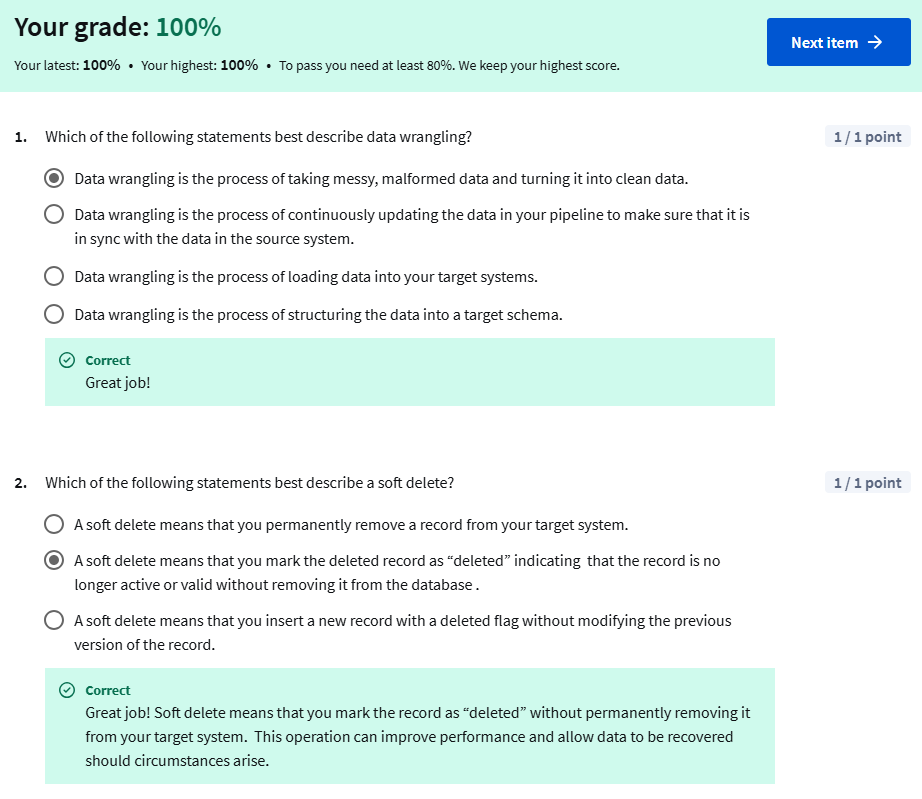 Your grade: 100%
Next item →
Your latest: 100% • Your highest: 100% • To pass you need at least 80%. We keep your highest score.
1. Which of the following statements best describe data wrangling?
1 / 1 point
Data wrangling is the process of taking messy, malformed data and turning it into clean data.
Data wrangling is the process of continuously updating the data in your pipeline to make sure that it is
in sync with the data in the source system.
Data wrangling is the process of loading data into your target systems.
Data wrangling is the process of structuring the data into a target schema.
Correct
Great job!
2. Which of the following statements best describe a soft delete?
1 / 1 point
A soft delete means that you permanently remove a record from your target system.
A soft delete means that you mark the deleted record as “deleted” indicating that the record is no
longer active or valid without removing it from the database .
A soft delete means that you insert a new record with a deleted flag without modifying the previous
version of the record.
Correct
Great job! Soft delete means that you mark the record as “deleted” without permanently removing it
from your target system. This operation can improve performance and allow data to be recovered
should circumstances arise.